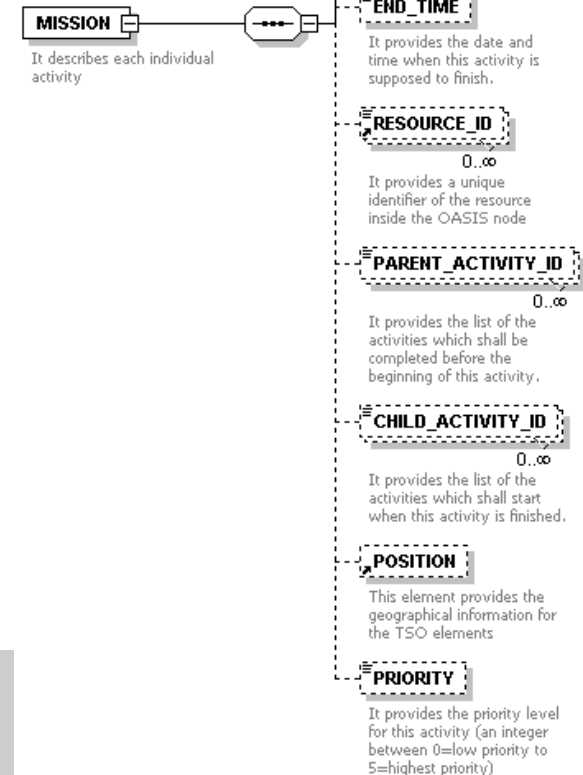 END_TIME
MISSION
It describes each individual
activity
It provides the date and
time when this activity is
supposed to finish.
RESOURCE_ID
0..∞
It provides a unique
identifier of the resource
inside the OASIS node
PARENT_ACTIVITY_ID
0..∞
It provides the list of the
activities which shall be
completed before the
beginning of this activity.
CHILD_ACTIVITY_ID
0..∞
It provides the list of the
activities which shall start
when this activity is finished.
POSITION
This element provides the
geographical information for
the TSO elements
PRIORITY
It provides the priority level
for this activity (an integer
between 0=low priority to
5=highest priority)